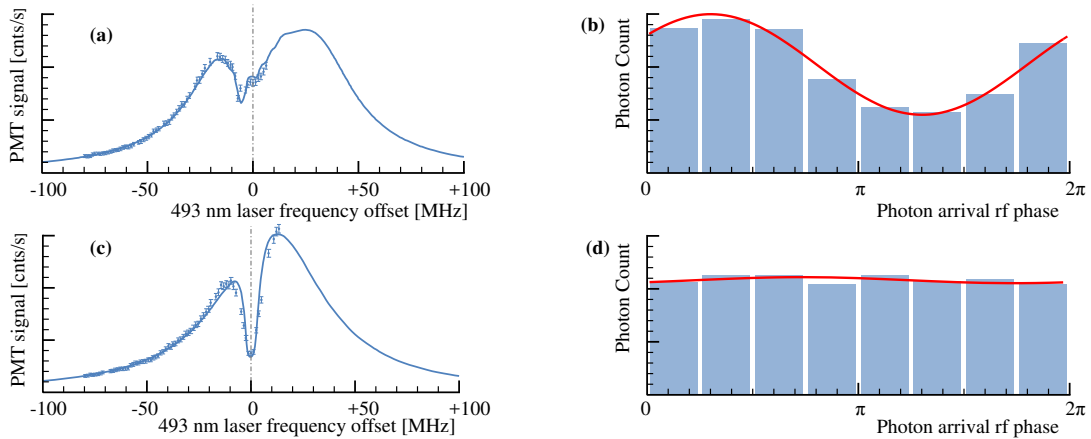 (a)
PMT signal [cnts/s]
-100 -50 0 +50 +100
493 nm laser frequency offset [MHz]
(b)
Photon Count
0 π 2π
Photon arrival rf phase
(c)
PMT signal [cnts/s]
-100 -50 0 +50 +100
493 nm laser frequency offset [MHz]
(d)
Photon Count
0 π 2π
Photon arrival rf phase